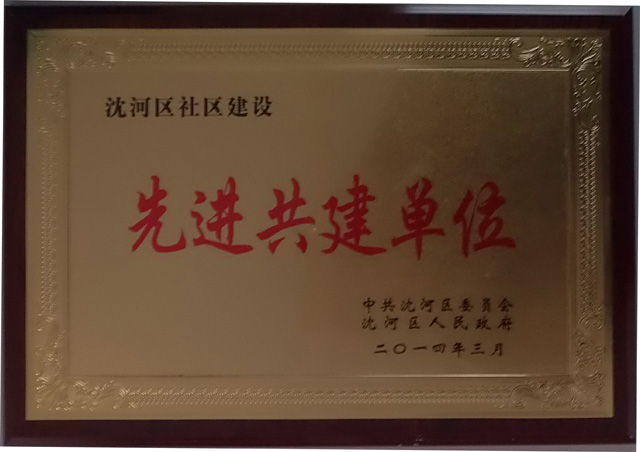 沈河区社区建设
先进共建单位
中共沈河区委员会
沈河区人民政府
二〇一四年三月